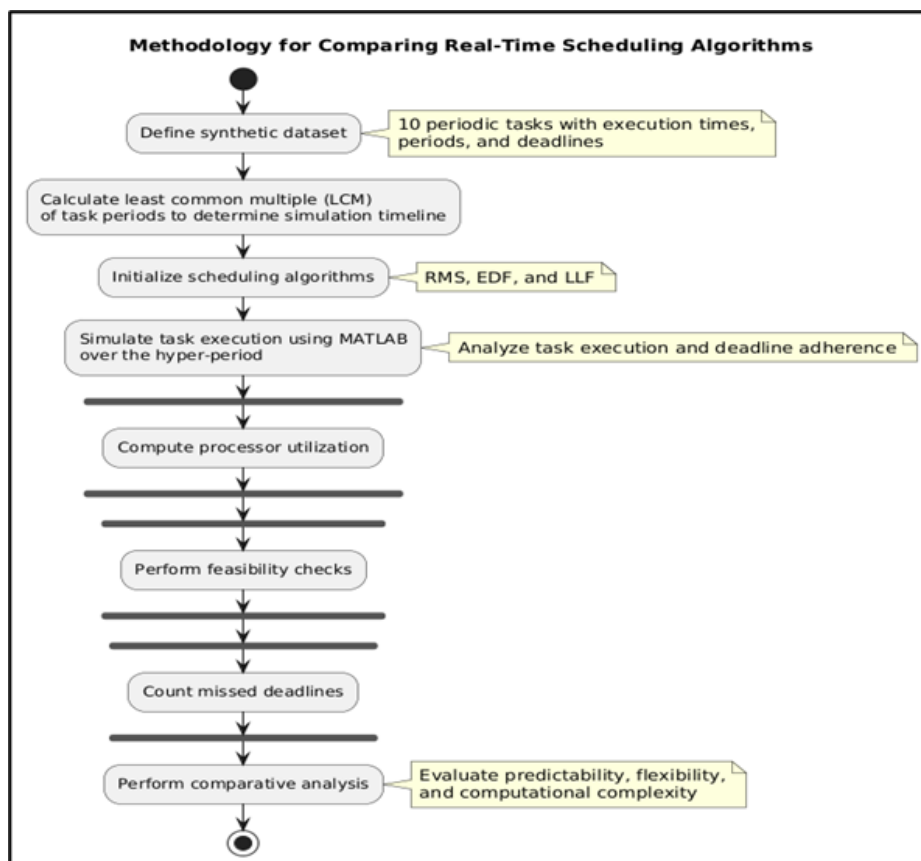 Methodology for Comparing Real-Time Scheduling Algorithms
Define synthetic dataset
10 periodic tasks with execution times,
periods, and deadlines
Calculate least common multiple (LCM)
of task periods to determine simulation timeline
Initialize scheduling algorithms
RMS, EDF, and LLF
Simulate task execution using MATLAB
over the hyper-period
Analyze task execution and deadline adherence
Compute processor utilization
Perform feasibility checks
Count missed deadlines
Perform comparative analysis
Evaluate predictability, flexibility,
and computational complexity